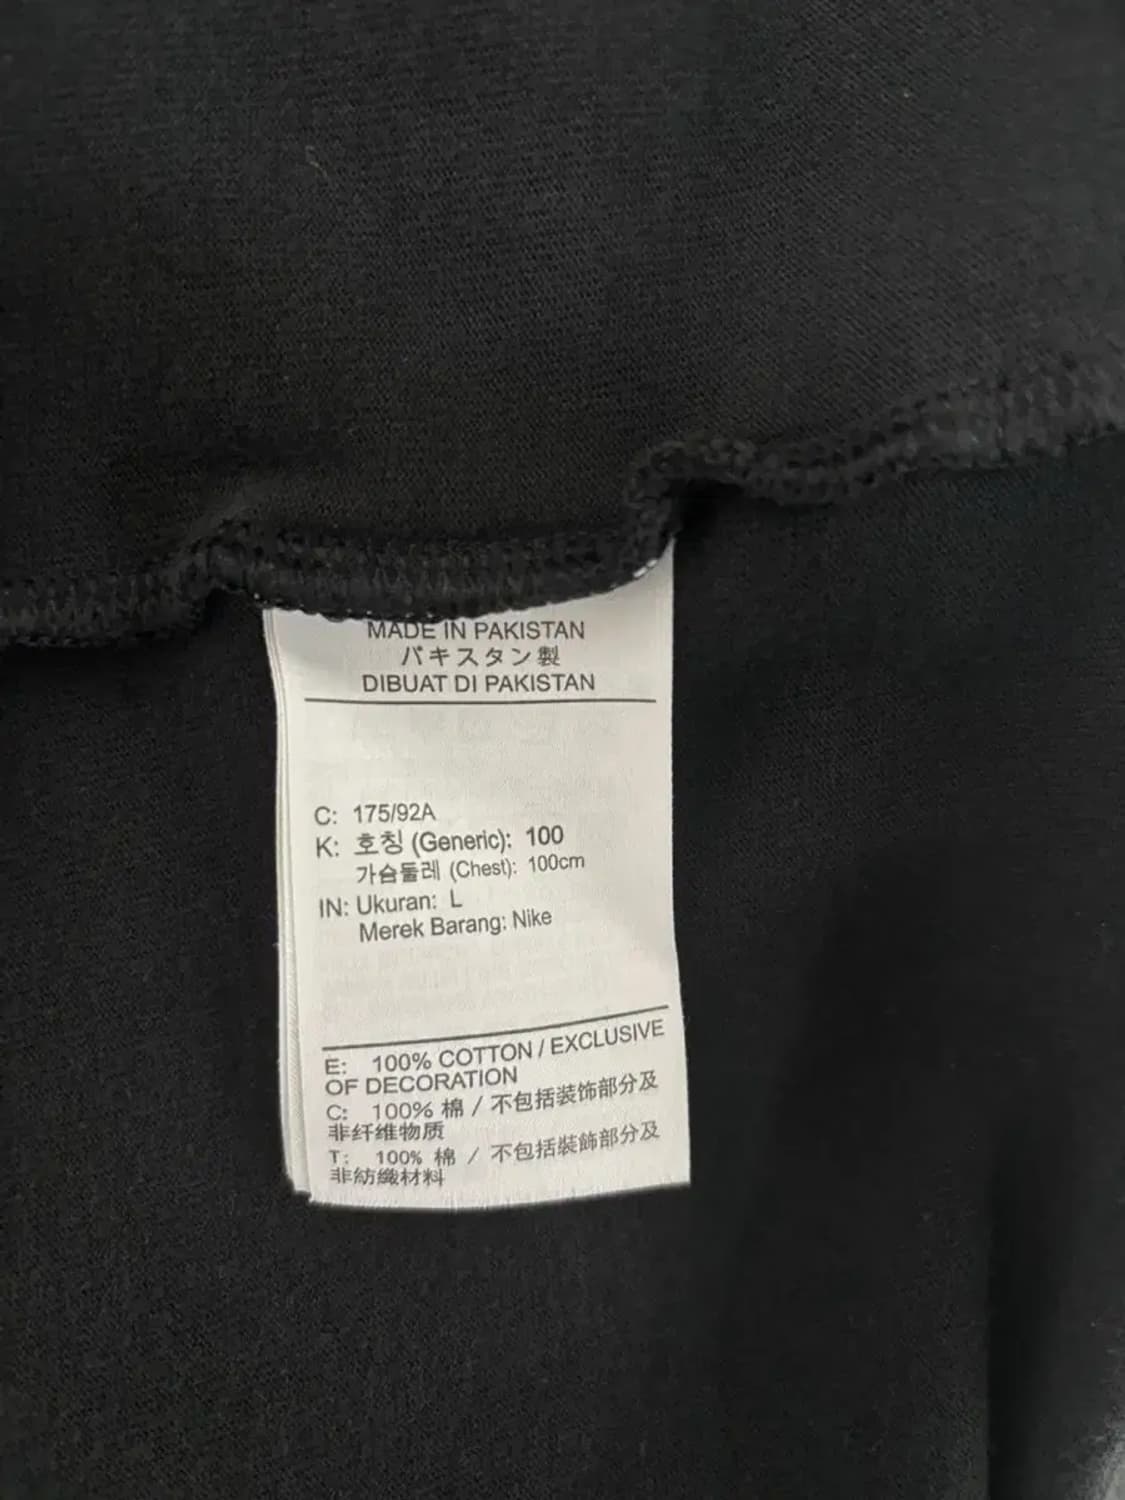 MADE IN PAKISTAN
パキスタン製
DIBUAT DI PAKISTAN
C: 175/92A
K: 호칭 (Generic): 100
가슴둘레 (Chest): 100cm
IN: Ukuran: L
Merek Barang: Nike
E: 100% COTTON / EXCLUSIVE
OF DECORATION
C: 100% 棉 / 不包括装饰部分及
非纤维物质
T: 100% 棉 / 不包括裝飾部分及
非紡織材料